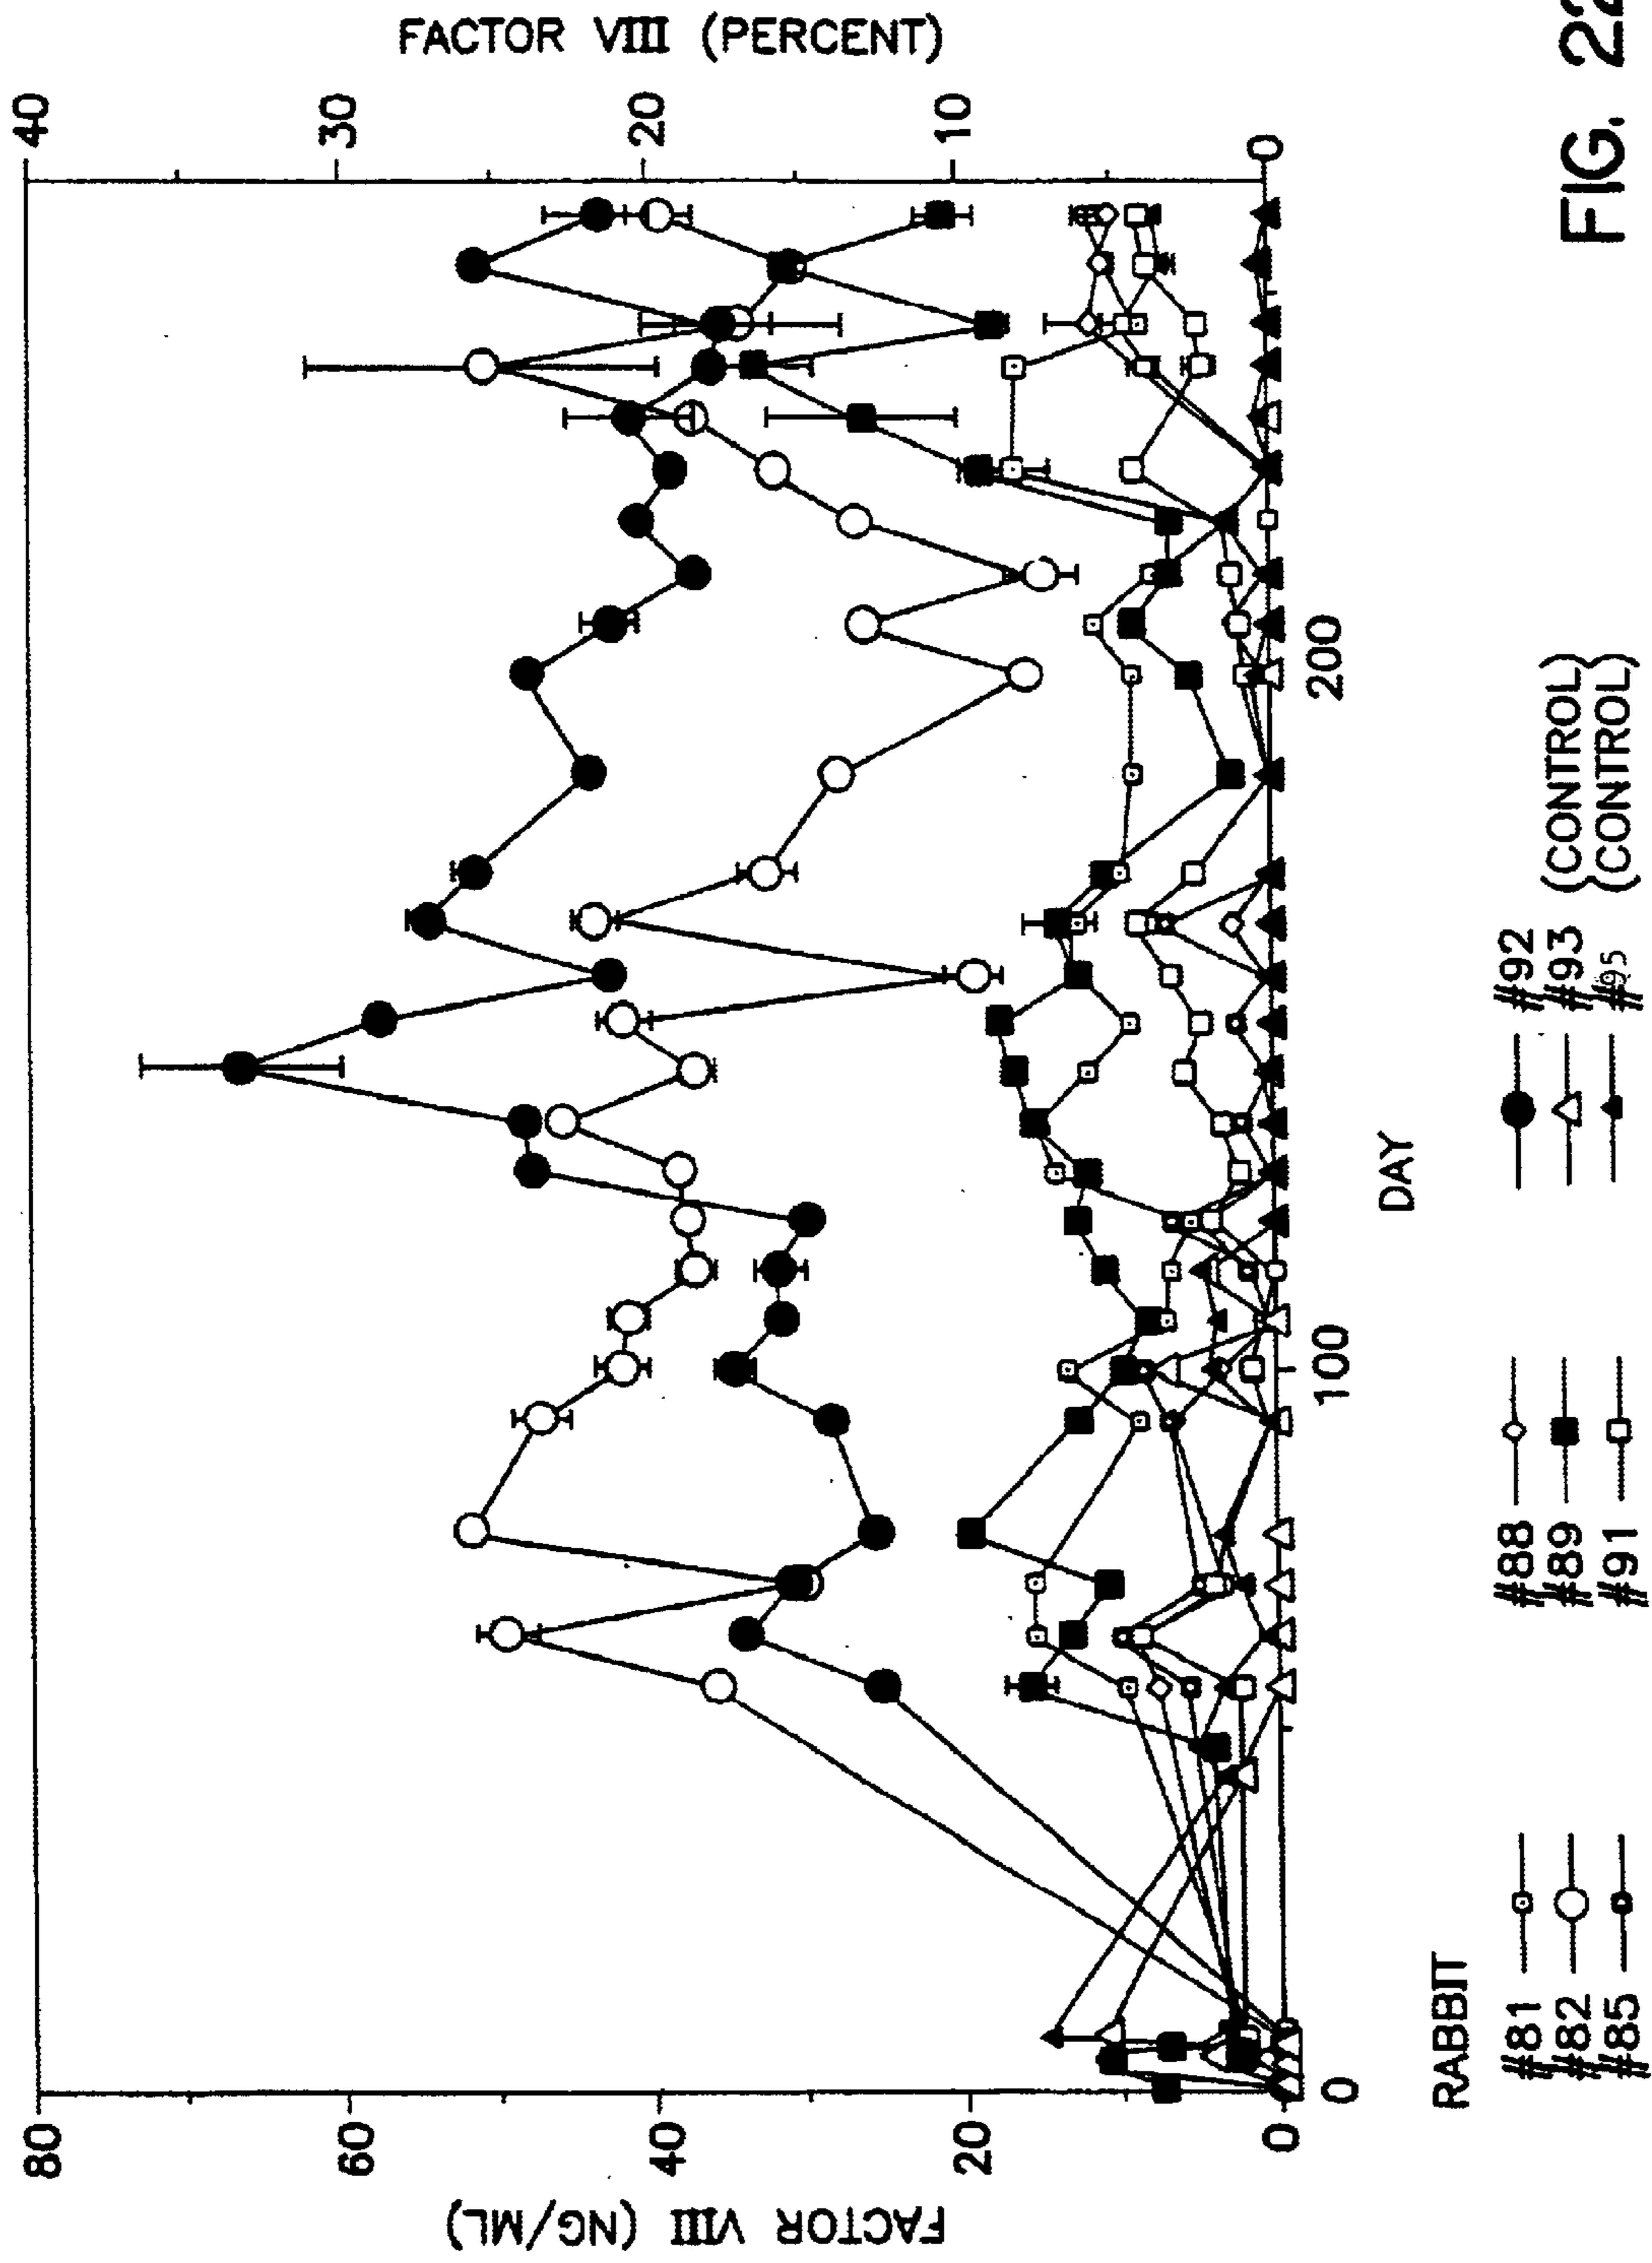 FACTOR VIII (NG/ML)
80
60
40
20
0
FACTOR VIII (PERCENT)
40
30
20
10
0
0
100
200
DAY
RABBIT
#81
#82
#85
#88
#89
#91
#92
#93 (CONTROL)
#95 (CONTROL)
FIG. 22